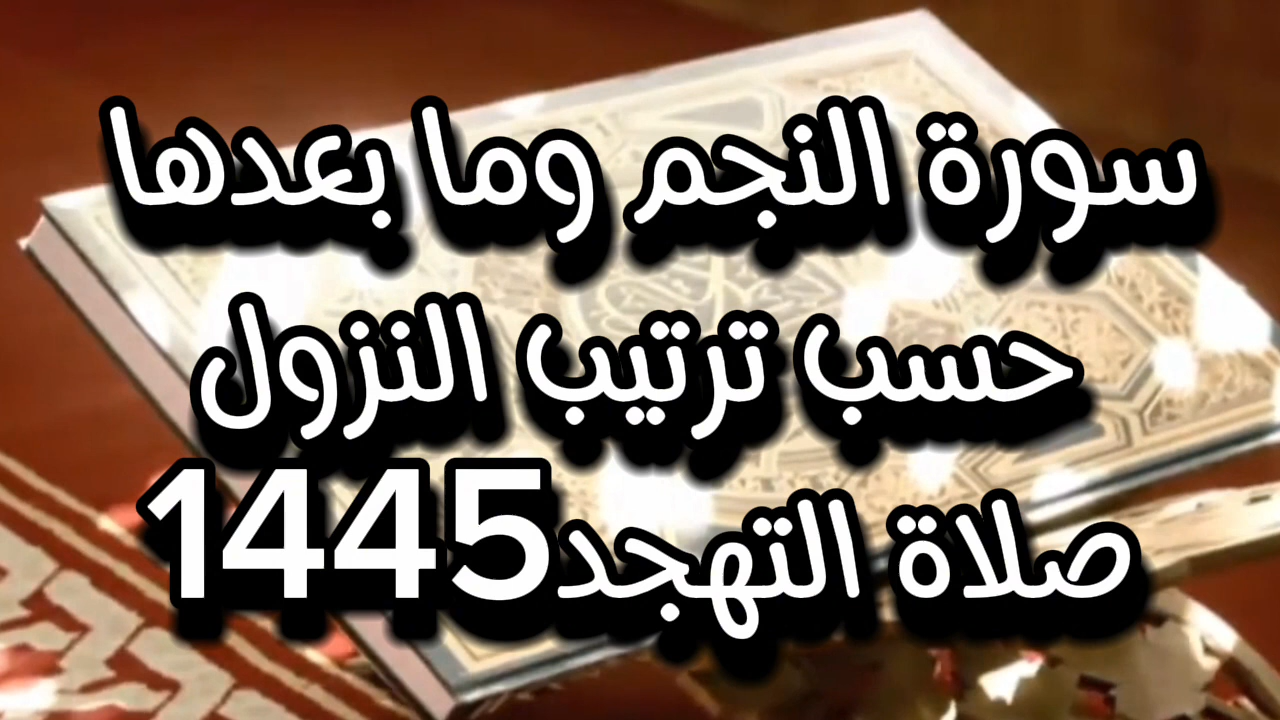 سورة النجم وما بعدها
حسب ترتيب النزول
صلاة التهجد1445